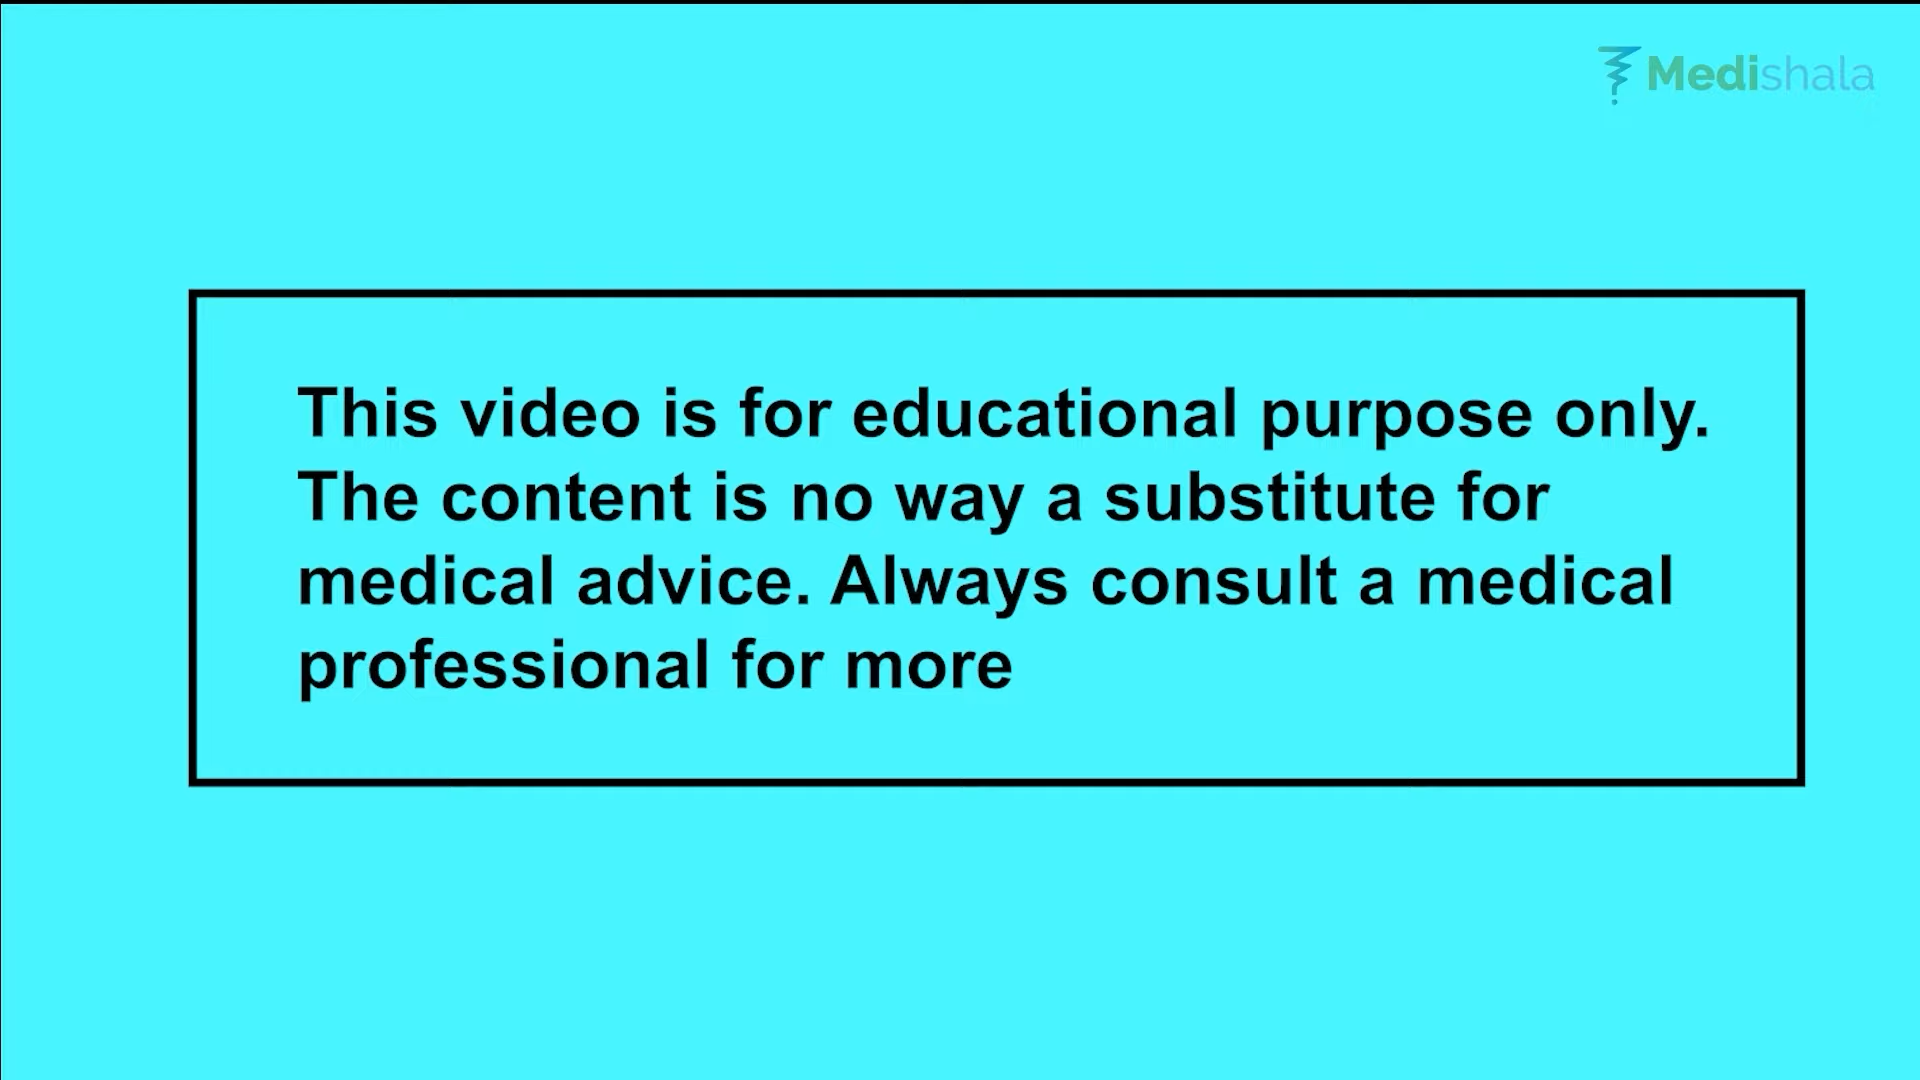 Medishala
This video is for educational purpose only.
The content is no way a substitute for
medical advice. Always consult a medical
professional for more